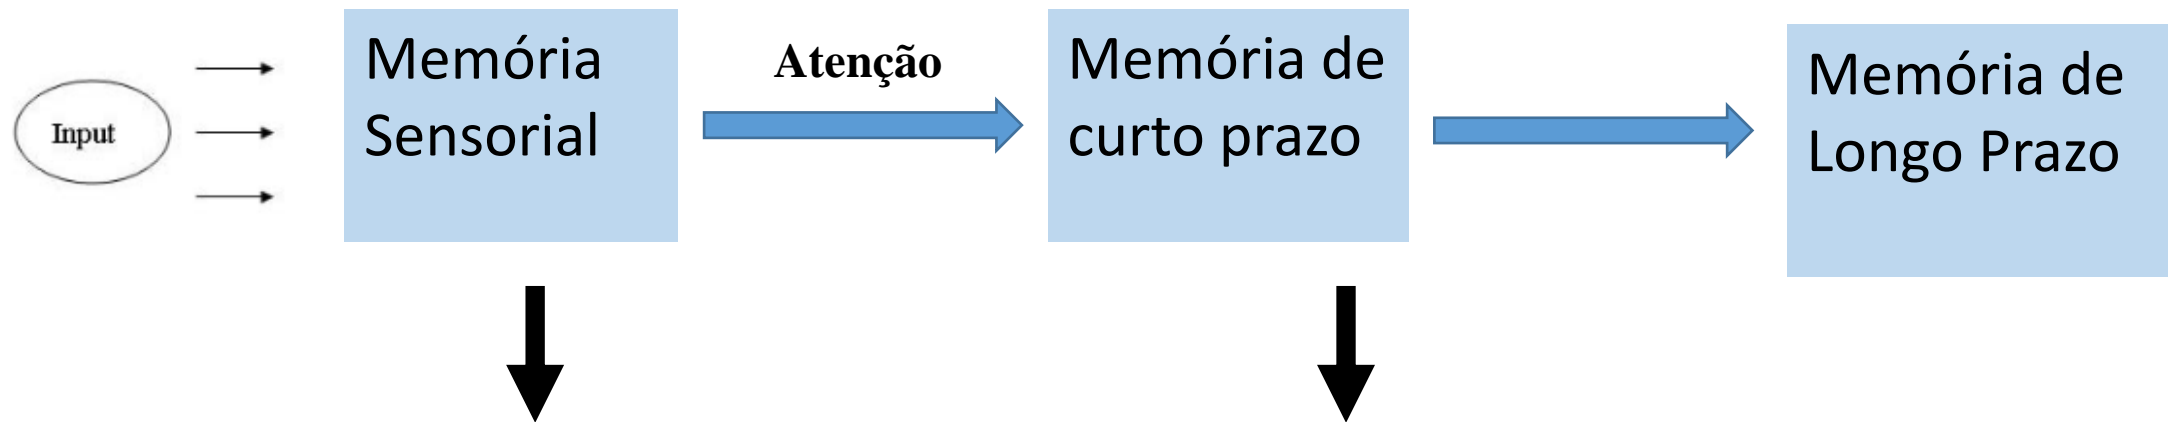 Input
Memória
Sensorial
Atenção
Memória de
curto prazo
Memória de
Longo Prazo